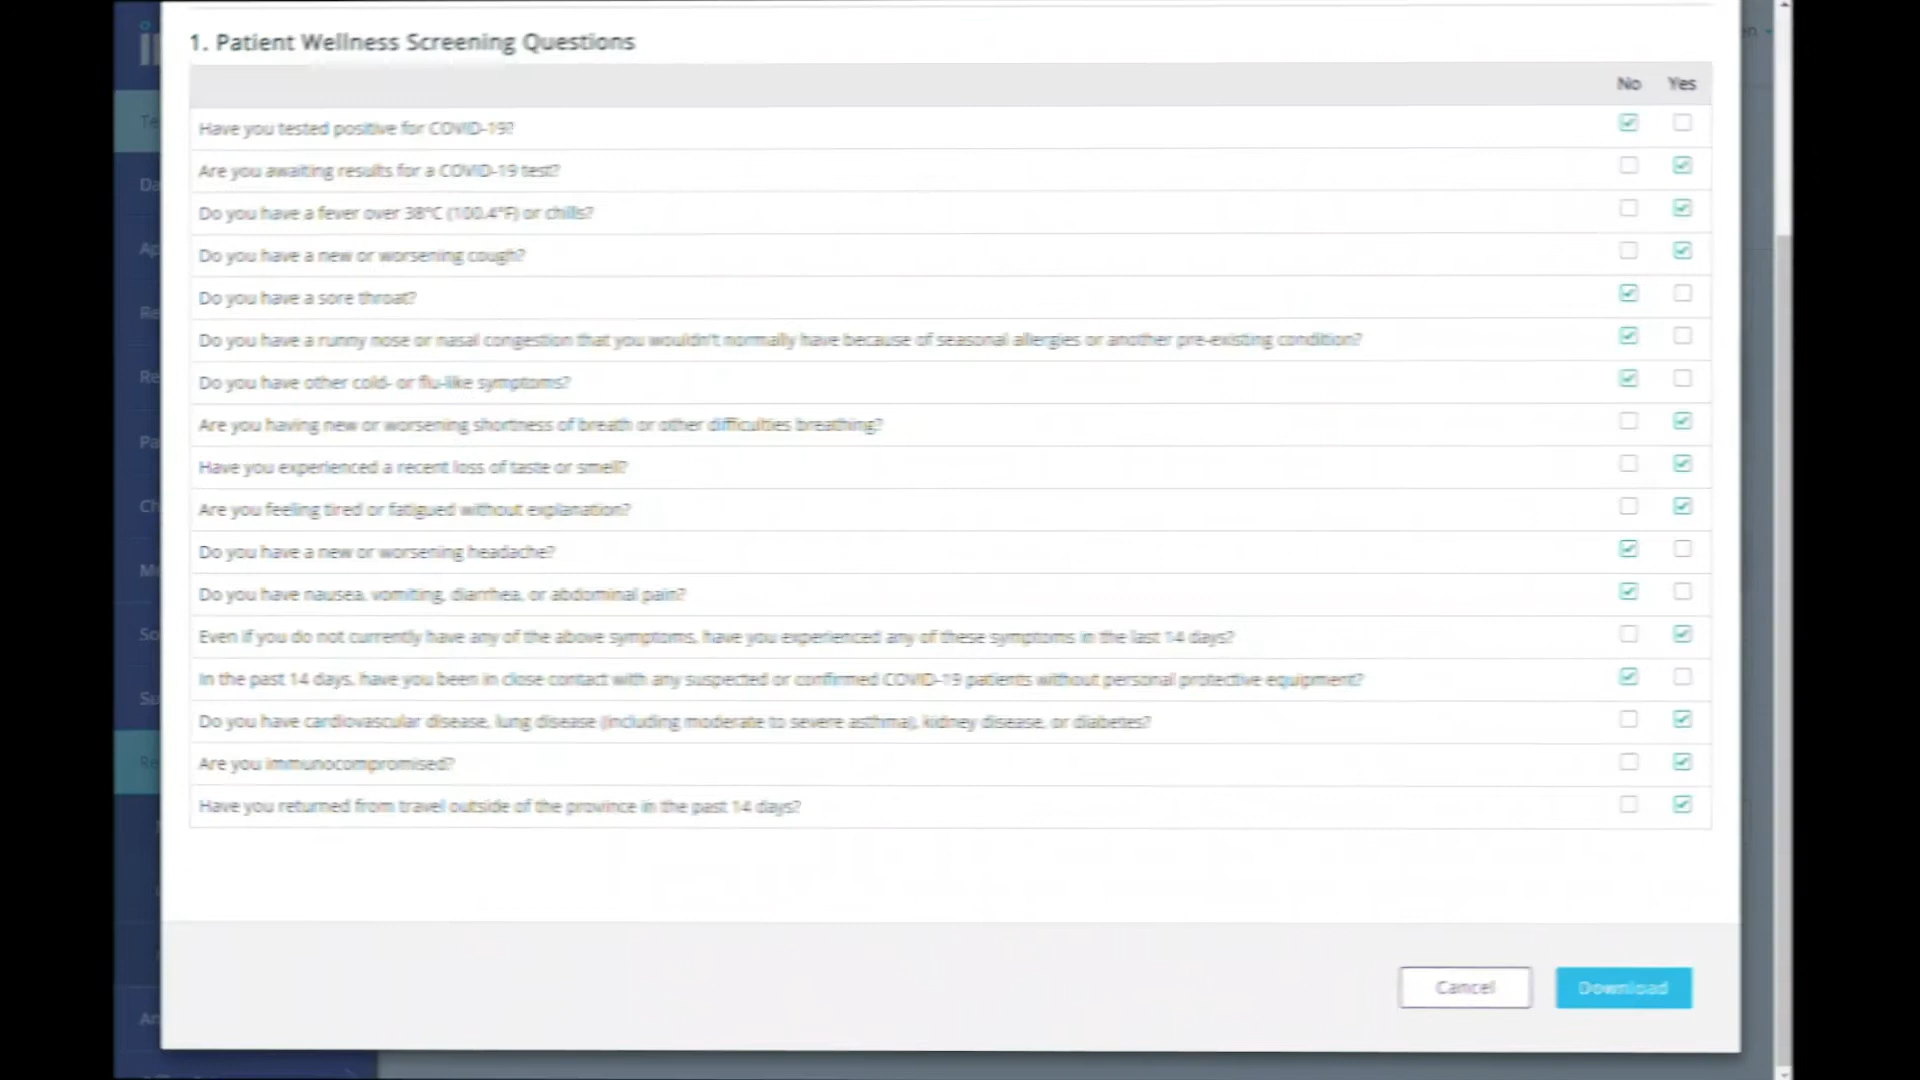 1. Patient Wellness Screening Questions
No Yes
Have you tested positive for COVID-19?
Are you awaiting results for a COVID-19 test?
Do you have a fever over 38°C (100.4°F) or chills?
Do you have a new or worsening cough?
Do you have a sore throat?
Do you have a runny nose or nasal congestion that you wouldn't normally have because of seasonal allergies or another pre-existing condition?
Do you have other cold- or flu-like symptoms?
Are you having new or worsening shortness of breath or other difficulties breathing?
Have you experienced a recent loss of taste or smell?
Are you feeling tired or fatigued without explanation?
Do you have a new or worsening headache?
Do you have nausea, vomiting, diarrhea, or abdominal pain?
Even if you do not currently have any of the above symptoms, have you experienced any of these symptoms in the last 14 days?
In the past 14 days, have you been in close contact with any suspected or confirmed COVID-19 patients without personal protective equipment?
Do you have cardiovascular disease, lung disease (including moderate to severe asthma), kidney disease, or diabetes?
Are you immunocompromised?
Have you returned from travel outside of the province in the past 14 days?
Cancel Download